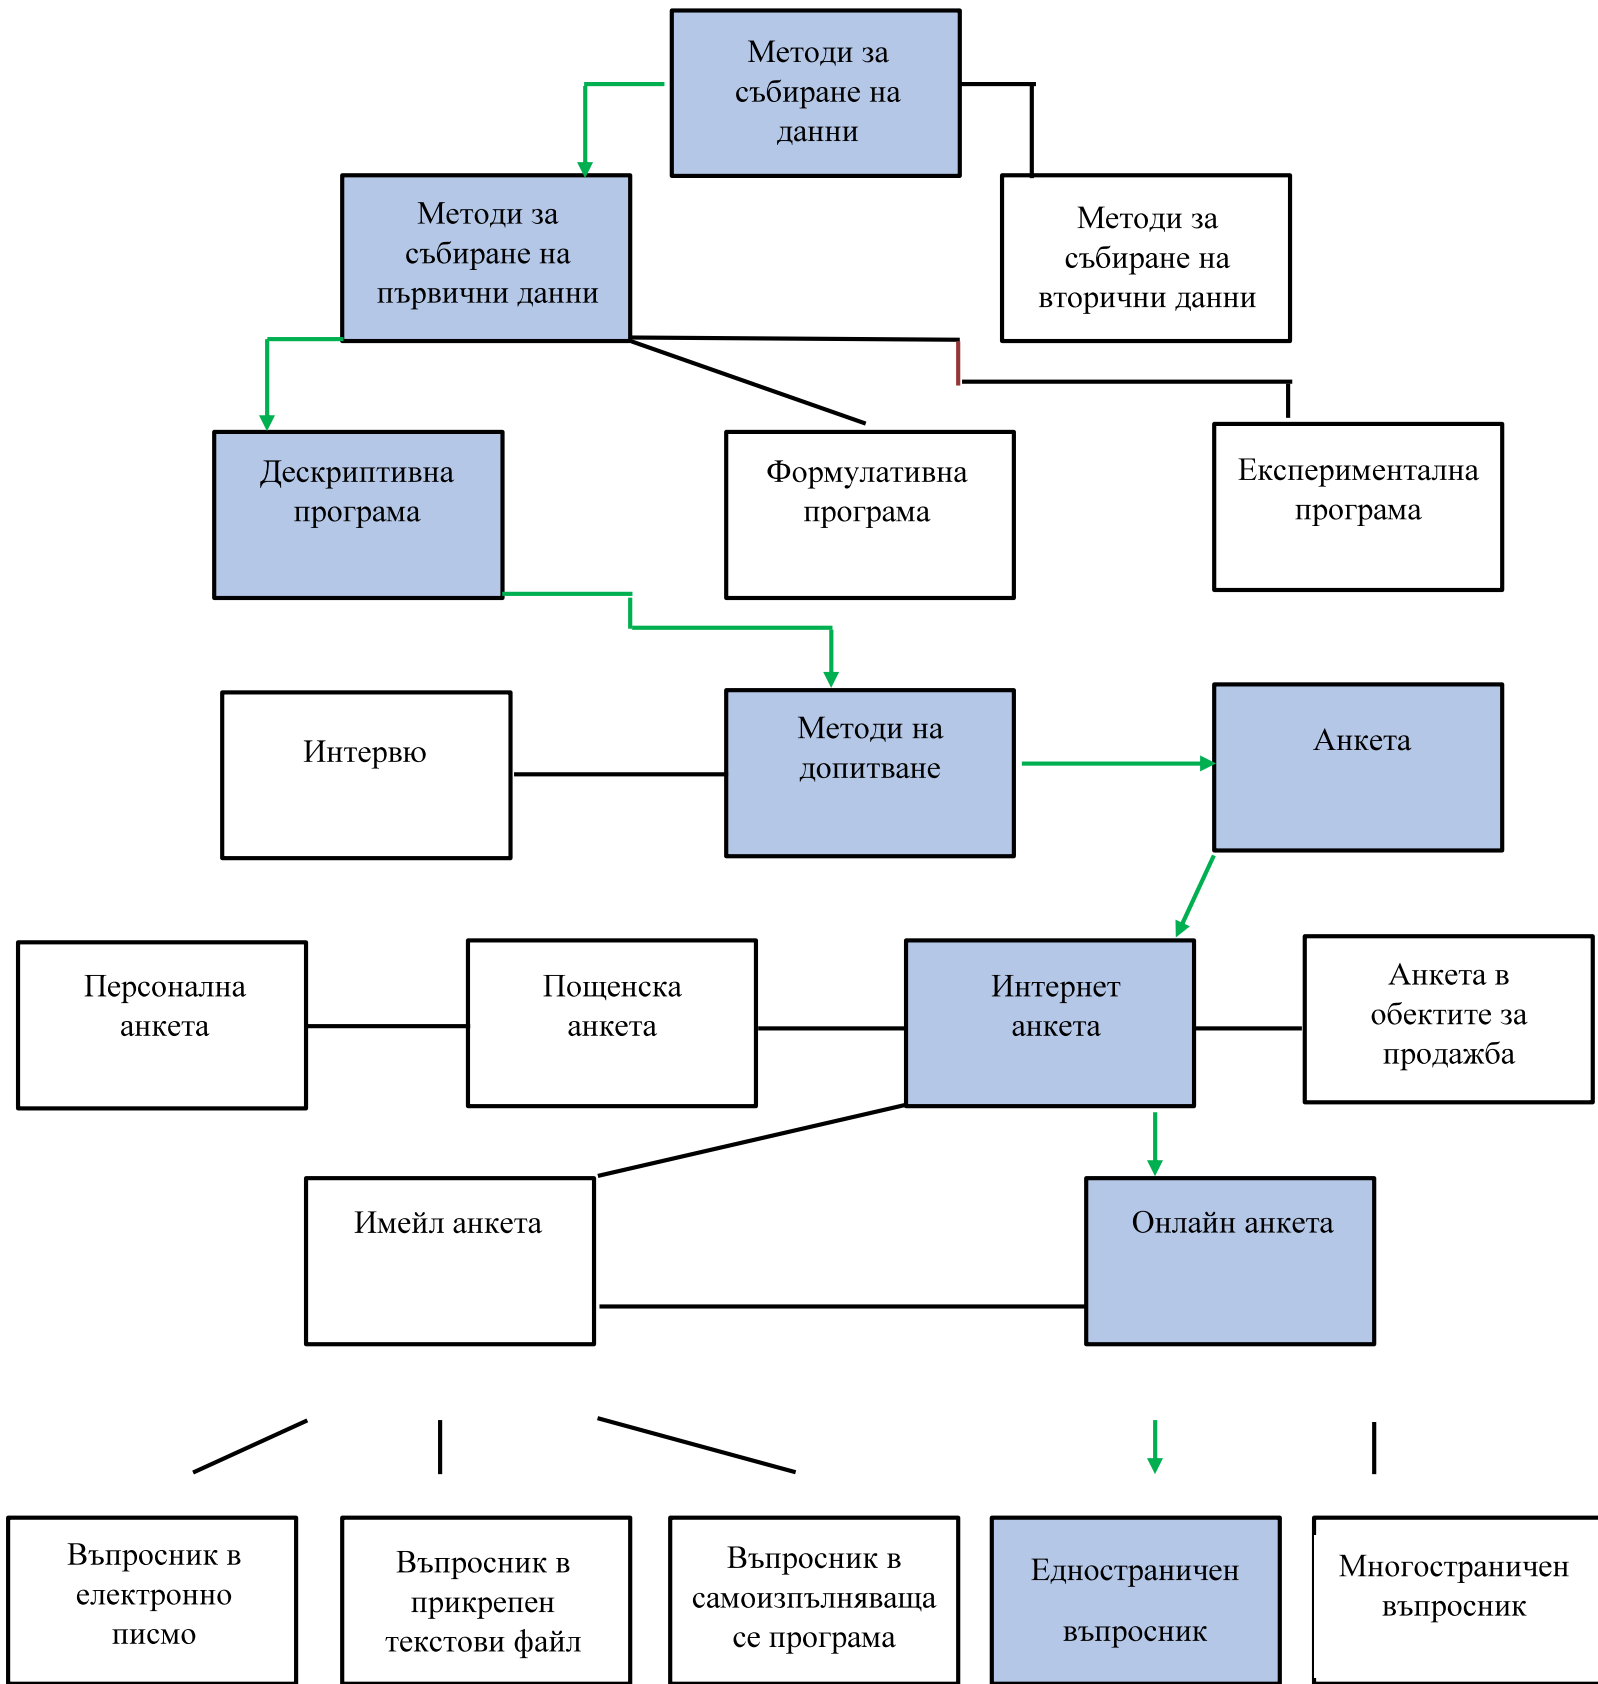 Методи за
събиране на
данни
Методи за
събиране на
първични данни
Методи за
събиране на
вторични данни
Дескриптивна
програма
Формулативна
програма
Експериментална
програма
Интервю
Методи на
допитване
Анкета
Персонална
анкета
Пощенска
анкета
Интернет
анкета
Анкета в
обектите за
продажба
Имейл анкета
Онлайн анкета
Въпросник в
електронно
писмо
Въпросник в
прикрепен
текстови файл
Въпросник в
самоизпълняваща
се програма
Едностраничен
въпросник
Многостраничен
въпросник